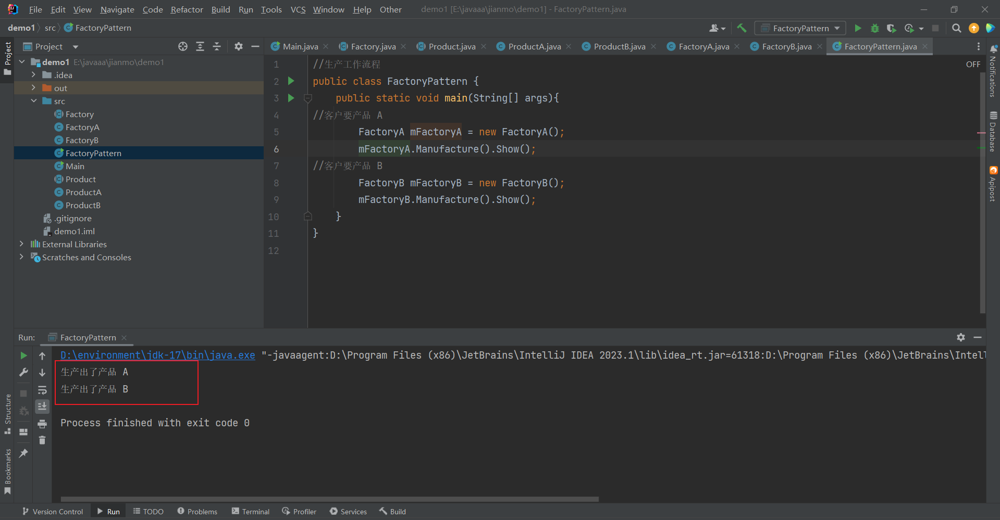 File Edit View Navigate Code Refactor Build Run Tools VCS Window Help Other demo1 [E:\javaaa\jianmo\demo1] - FactoryPattern.java
demo1 src FactoryPattern
FactoryPattern
Project
Main.java Factory.java Product.java ProductA.java ProductB.java FactoryA.java FactoryB.java FactoryPattern.java
Project
demo1 E:\javaaa\jianmo\demo1
.idea
out
src
Factory
FactoryA
FactoryB
FactoryPattern
Main
Product
ProductA
ProductB
.gitignore
demo1.iml
External Libraries
Scratches and Consoles
OFF
1 //生产工作流程
2 public class FactoryPattern {
3 public static void main(String[] args){
4 //客户要产品 A
5 FactoryA mFactoryA = new FactoryA();
6 mFactoryA.Manufacture().Show();
7 //客户要产品 B
8 FactoryB mFactoryB = new FactoryB();
9 mFactoryB.Manufacture().Show();
10 }
11 }
12
Notifications
Database
Apipost
Run: FactoryPattern
D:\environment\jdk-17\bin\java.exe "-javaagent:D:\Program Files (x86)\JetBrains\IntelliJ IDEA 2023.1\lib\idea_rt.jar=61318:D:\Program Files (x86)\JetBrains\Intell
生产出了产品 A
生产出了产品 B
Process finished with exit code 0
Structure
Bookmarks
Version Control Run TODO Problems Terminal Profiler Services Build